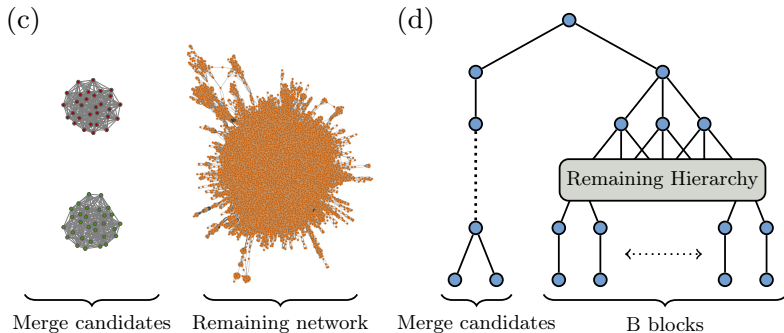 (c)
(d)
Remaining Hierarchy
Merge candidates
Remaining network
Merge candidates
B blocks